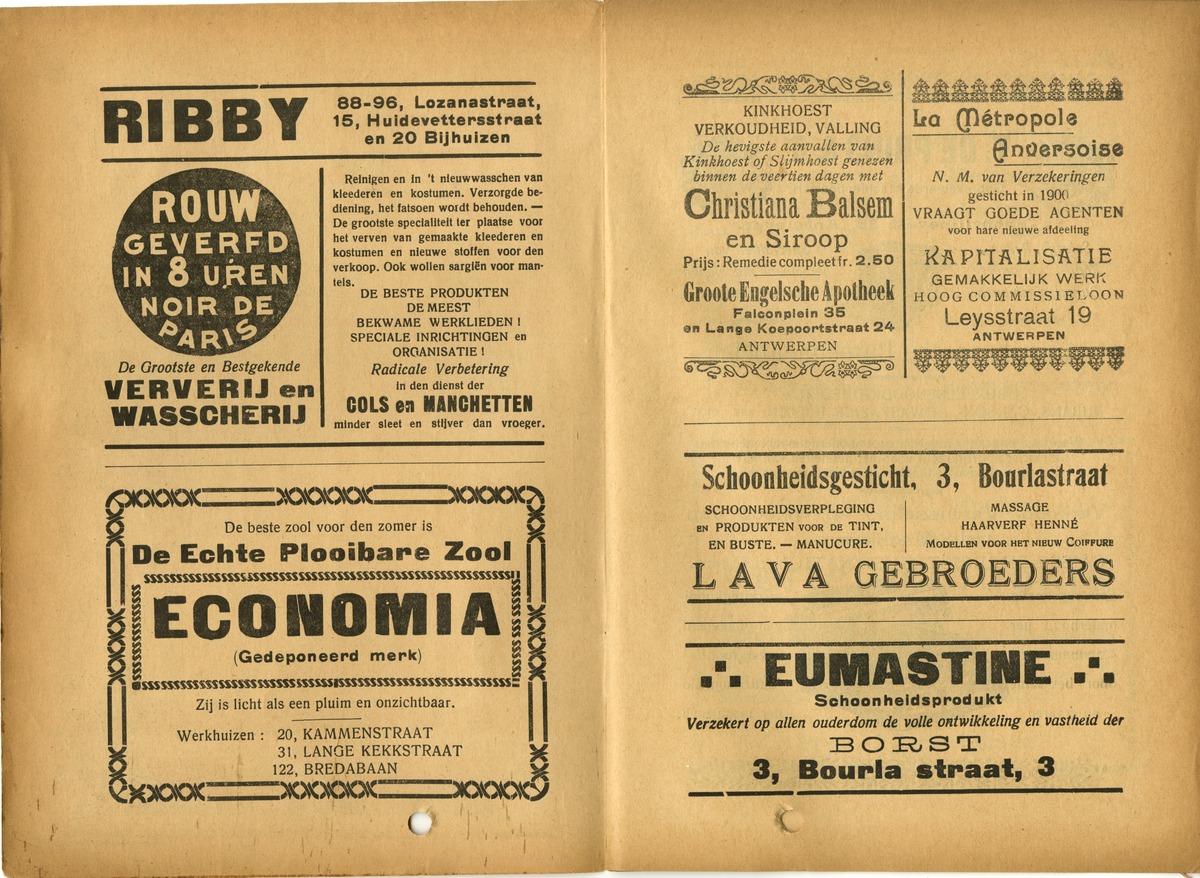 RIBBY
88-96, Lozanastraat,
15, Huidevettersstraat
en 20 Bijhuizen
ROUW
GEVERFD
IN 8 UREN
NOIR DE
PARIS
De Grootste en Bestgekende
VERVERIJ en
WASSCHERIJ
Reinigen en in 't nieuwwasschen van
kleederen en kostumen. Verzorgde be-
diening, het fatsoen wordt behouden. —
De grootste specialiteit ter plaatse voor
het verven van gemaakte kleederen en
kostumen en nieuwe stoffen voor den
verkoop. Ook wollen sargiën voor man-
tels.
DE BESTE PRODUKTEN
DE MEEST
BEKWAME WERKLIEDEN !
SPECIALE INRICHTINGEN en
ORGANISATIE !
Radicale Verbetering
in den dienst der
COLS en MANCHETTEN
minder sleet en stijver dan vroeger.
De beste zool voor den zomer is
De Echte Plooibare Zool
ECONOMIA
(Gedeponeerd merk)
Zij is licht als een pluim en onzichtbaar.
Werkhuizen : 20, KAMMENSTRAAT
31, LANGE KEKKSTRAAT
122, BREDABAAN
KINKHOEST
VERKOUDHEID, VALLING
De hevigste aanvallen van
Kinkhoest of Slijmhoest genezen
binnen de veertien dagen met
Christiana Balsem
en Siroop
Prijs : Remedie compleet fr. 2.50
Groote Engelsche Apotheek
Falconplein 35
en Lange Koepoortstraat 24
ANTWERPEN
La Métropole
Anversoise
N. M. van Verzekeringen
gesticht in 1900
VRAAGT GOEDE AGENTEN
voor hare nieuwe afdeeling
KAPITALISATIE
GEMAKKELIJK WERK
HOOG COMMISSIELOON
Leysstraat 19
ANTWERPEN
Schoonheidsgesticht, 3, Bourlastraat
SCHOONHEIDSVERPLEGING
EN PRODUKTEN VOOR DE TINT,
EN BUSTE. — MANUCURE.
MASSAGE
HAARVERF HENNÉ
MODELLEN VOOR HET NIEUW COIFFURE
LAVA GEBROEDERS
EUMASTINE
Schoonheidsprodukt
Verzekert op allen ouderdom de volle ontwikkeling en vastheid der
BORST
3, Bourla straat, 3